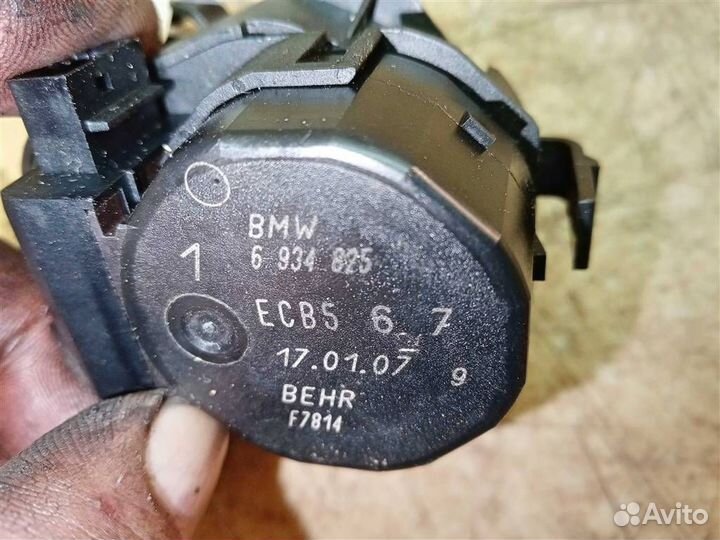 BMW
6 934 825
1
ECB5 6 7
17.01.07
9
BEHR
F7814
Avito